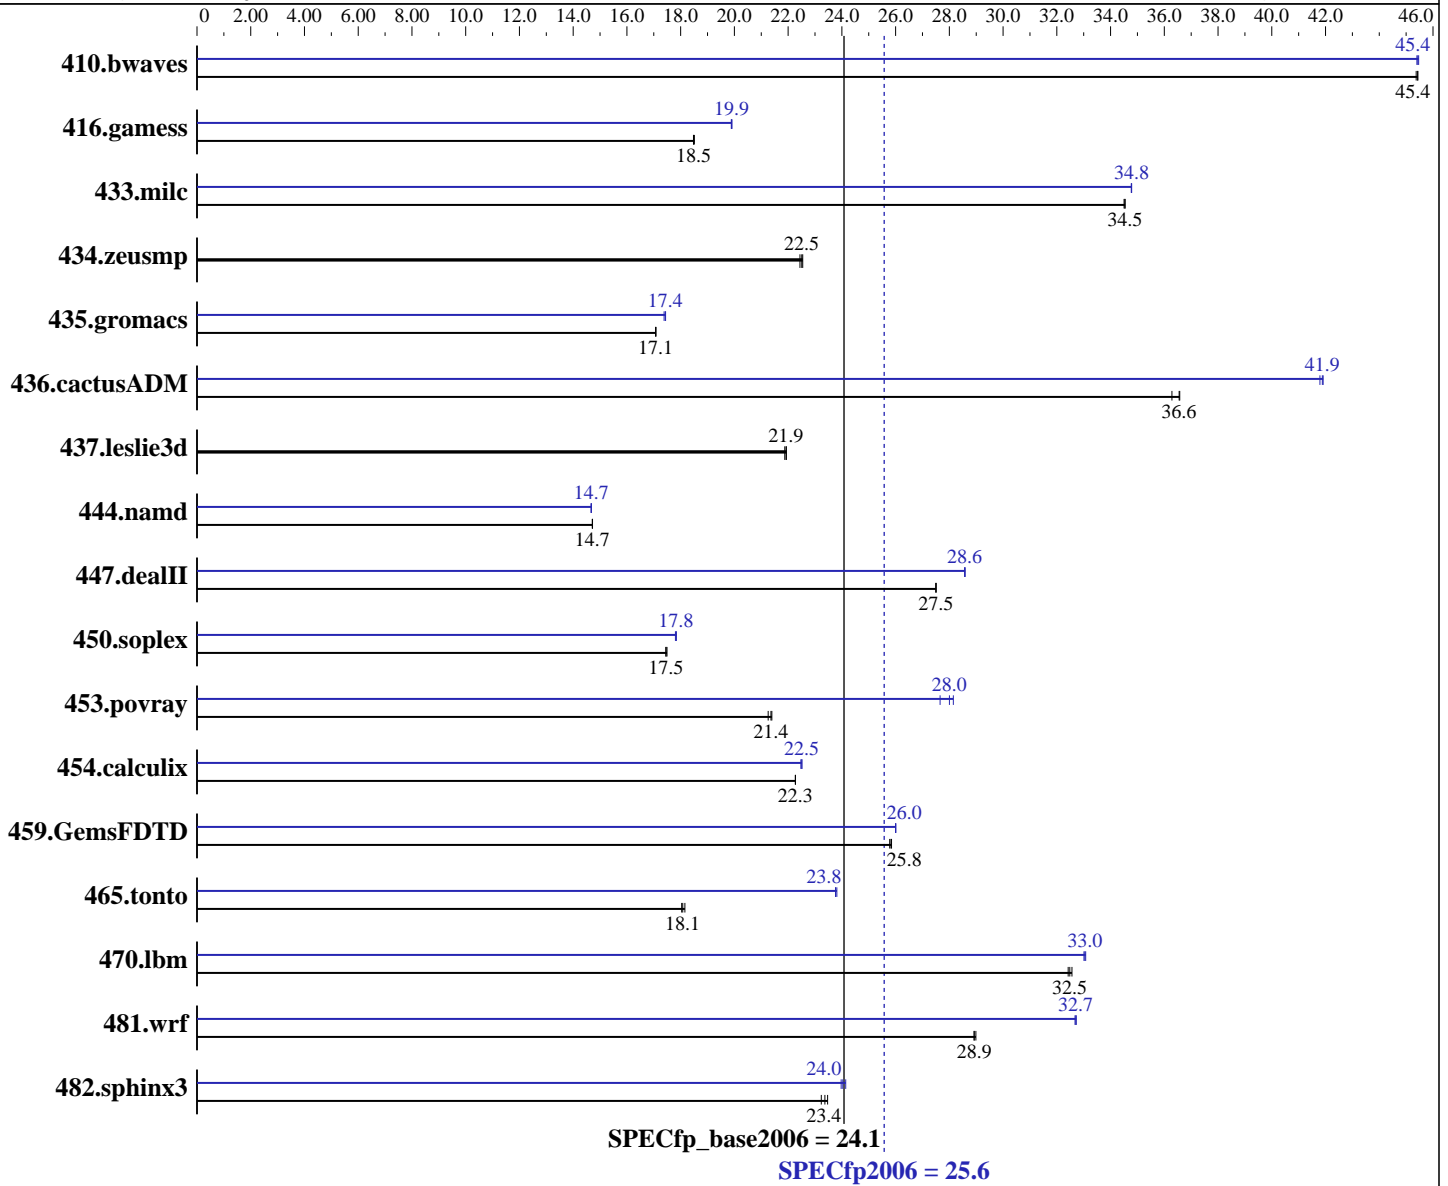 0 2.00 4.00 6.00 8.00 10.0 12.0 14.0 16.0 18.0 20.0 22.0 24.0 26.0 28.0 30.0 32.0 34.0 36.0 38.0 40.0 42.0 46.0
45.4
410.bwaves
45.4
19.9
416.gamess
18.5
34.8
433.milc
34.5
22.5
434.zeusmp
17.4
435.gromacs
17.1
41.9
436.cactusADM
36.6
21.9
437.leslie3d
14.7
444.namd
14.7
28.6
447.dealII
27.5
17.8
450.soplex
17.5
28.0
453.povray
21.4
22.5
454.calculix
22.3
26.0
459.GemsFDTD
25.8
23.8
465.tonto
18.1
33.0
470.lbm
32.5
32.7
481.wrf
28.9
24.0
482.sphinx3
23.4
SPECfp_base2006 = 24.1
SPECfp2006 = 25.6